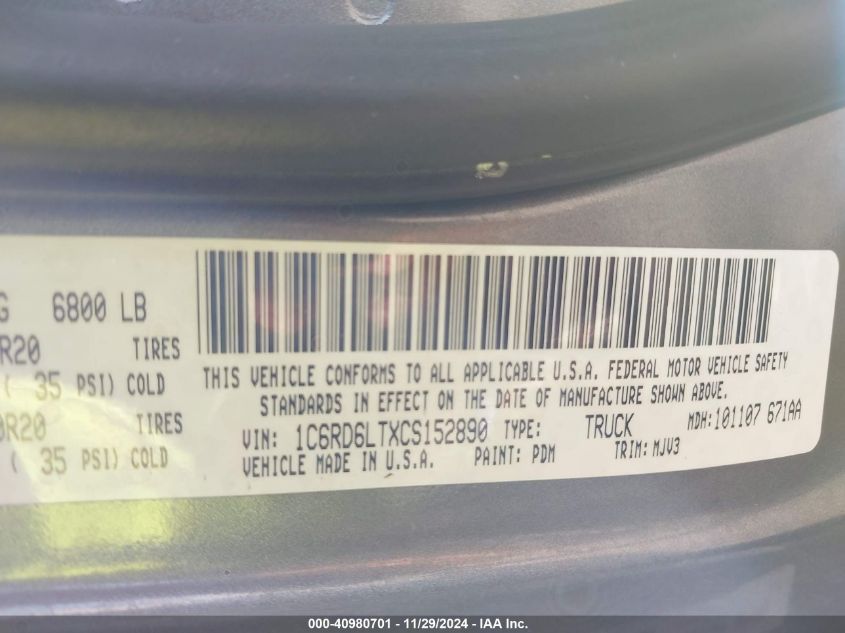 G 6800 LB
R20 TIRES
( 35 PSI) COLD
0R20 TIRES
( 35 PSI) COLD
THIS VEHICLE CONFORMS TO ALL APPLICABLE U.S.A. FEDERAL MOTOR VEHICLE SAFETY
STANDARDS IN EFFECT ON THE DATE OF MANUFACTURE SHOWN ABOVE.
VIN: 1C6RD6LTXCS152890 TYPE: TRUCK MDH: 101107 671AA
VEHICLE MADE IN U.S.A. PAINT: PDM TRIM: MJV3
000-40980701 — 11/29/2024 — IAA Inc.